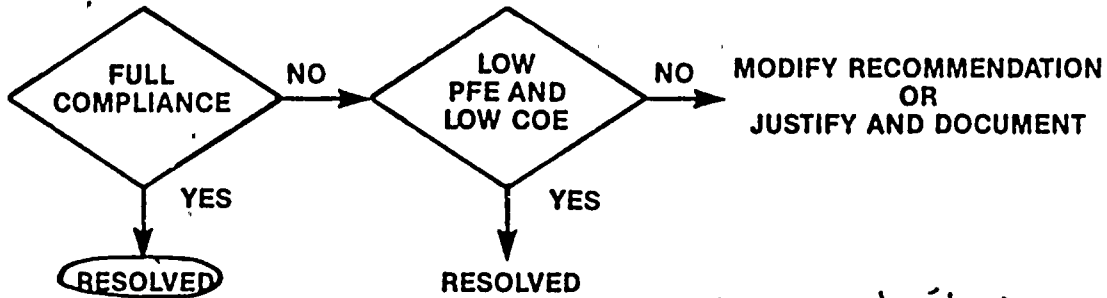 FULL
COMPLIANCE
NO
LOW
PFE AND
LOW COE
NO
MODIFY RECOMMENDATION
OR
JUSTIFY AND DOCUMENT
YES
YES
RESOLVED
RESOLVED